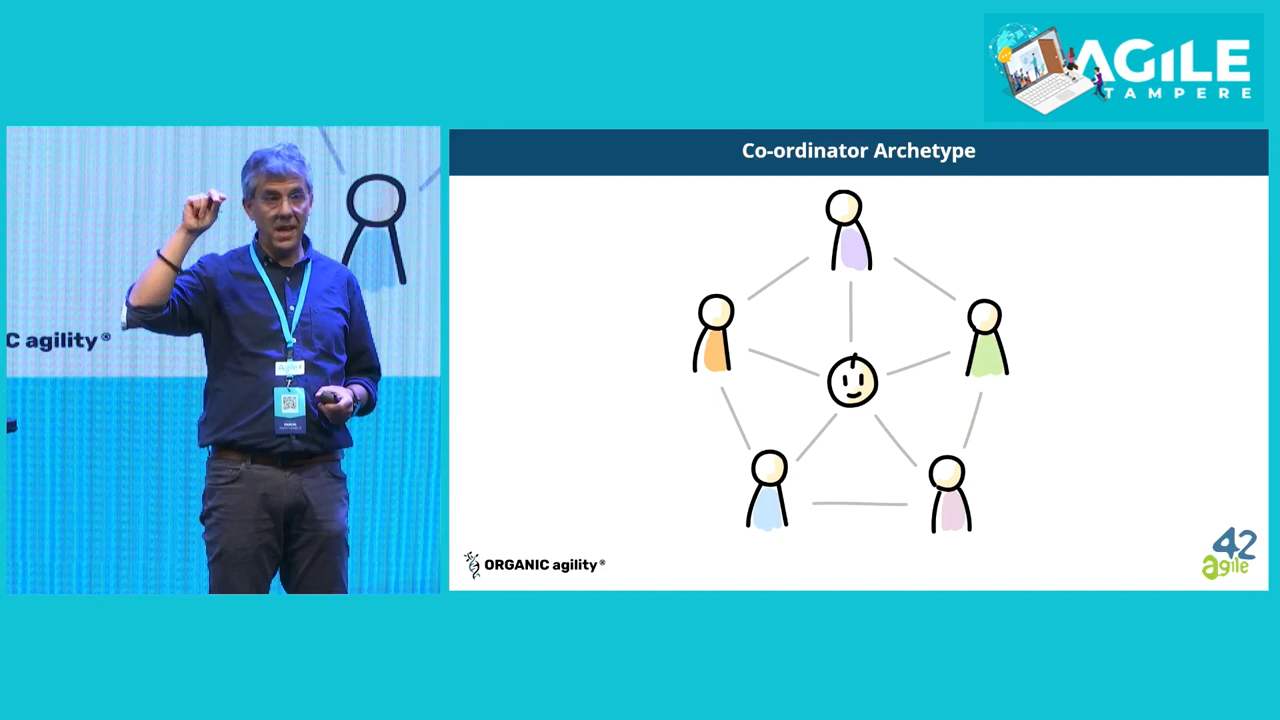 AGILE
TAMPERE
Co-ordinator Archetype
C agility®
ORGANIC agility®
42
agile